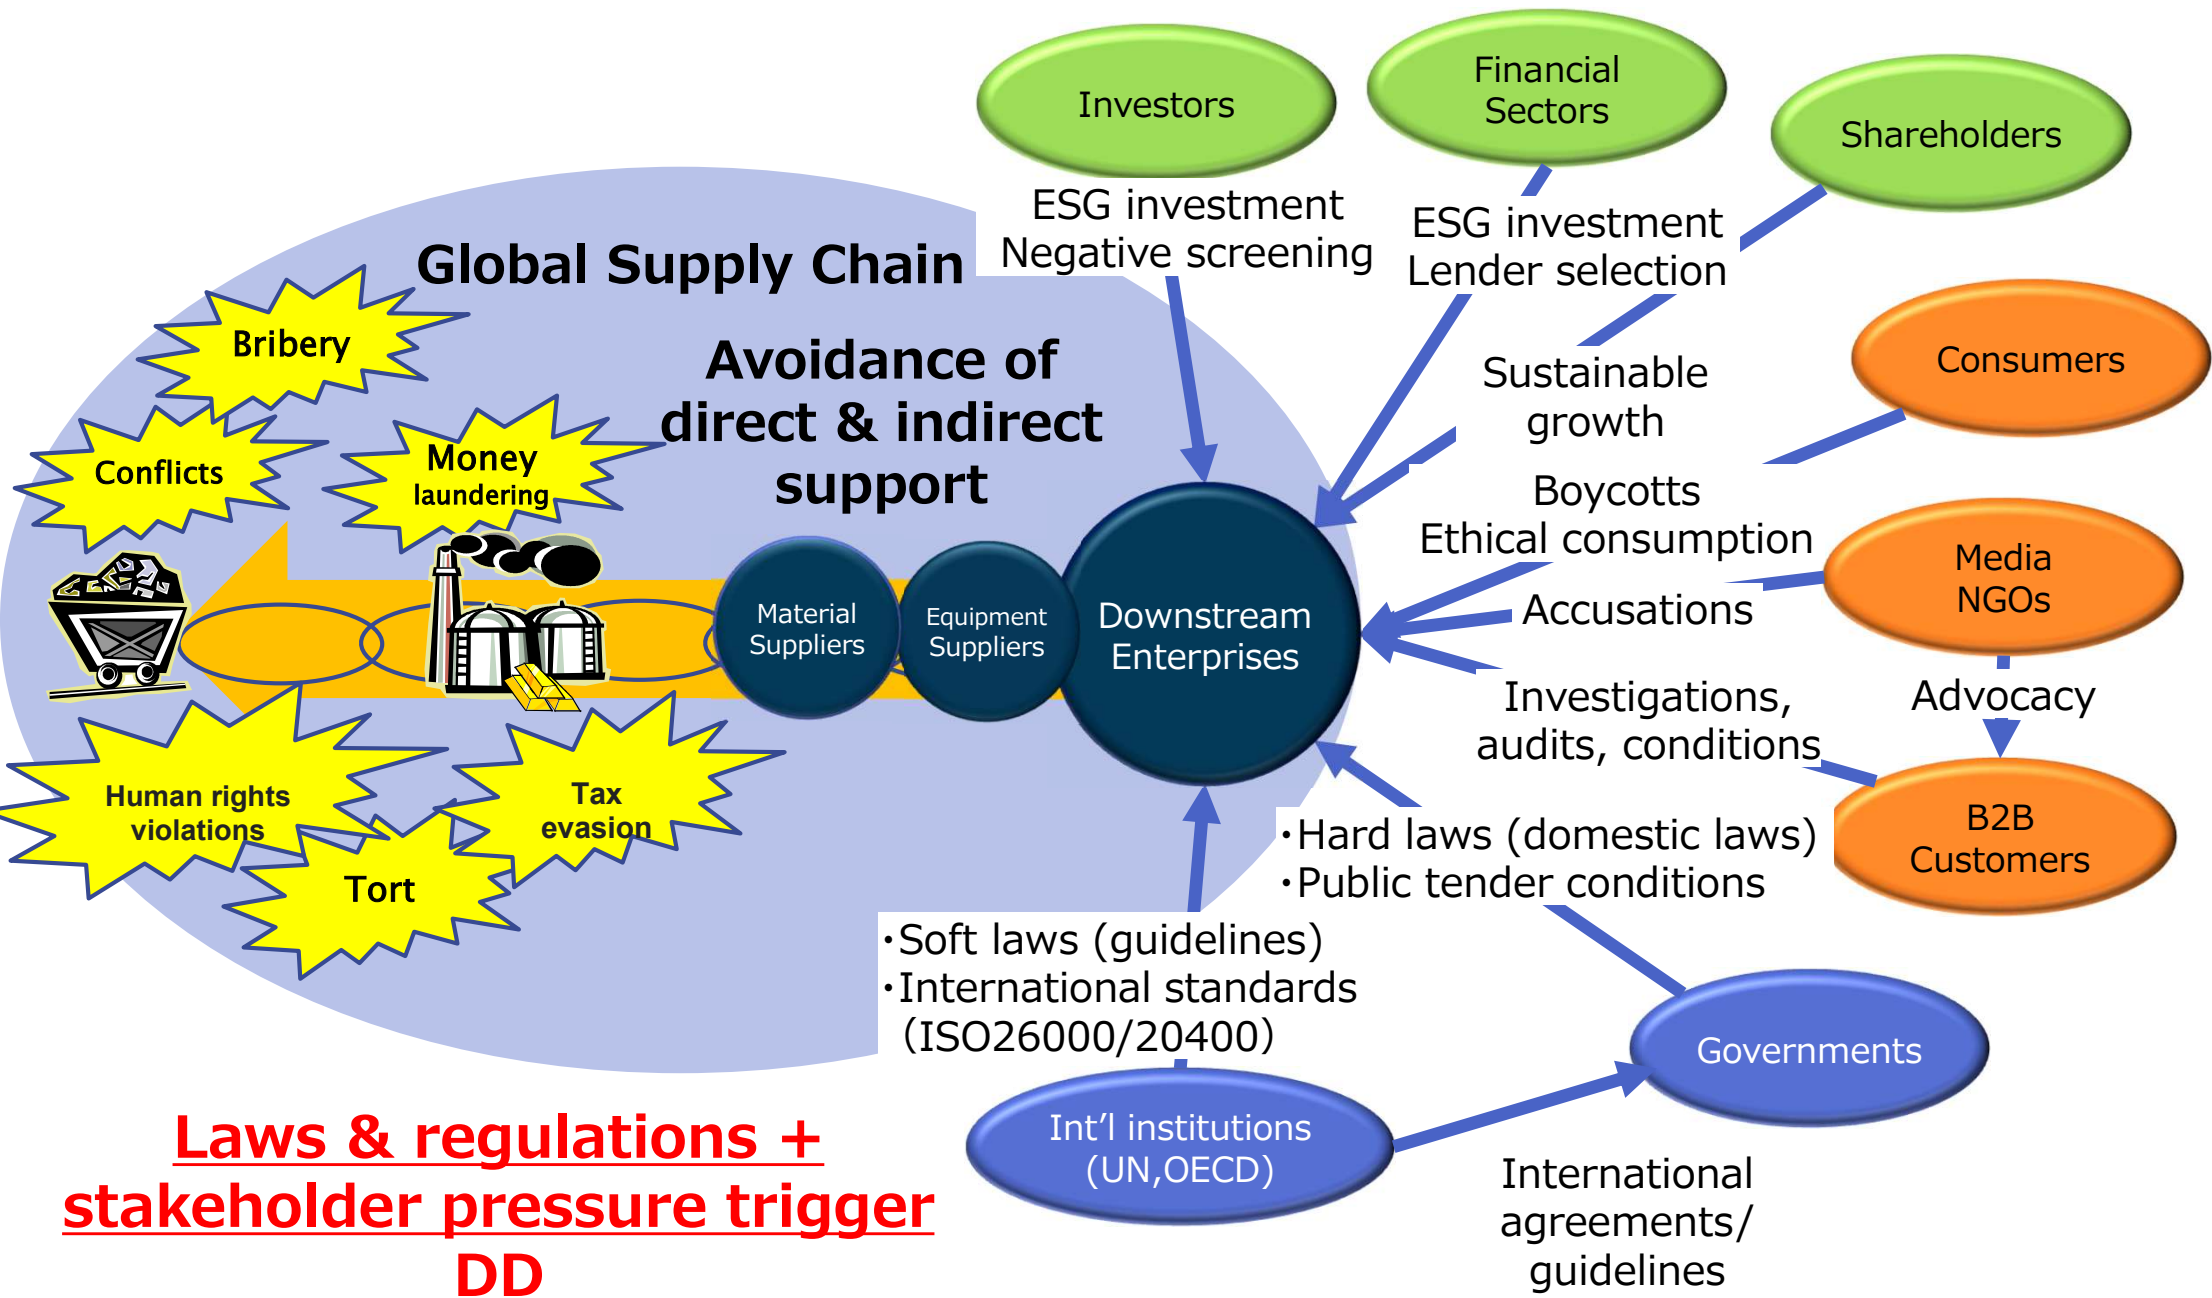 Investors
Financial
Sectors
Shareholders
ESG investment
Negative screening
ESG investment
Lender selection
Global Supply Chain
Bribery
Avoidance of
direct & indirect
support
Sustainable
growth
Consumers
Conflicts
Money
laundering
Boycotts
Ethical consumption
Media
NGOs
Material
Suppliers
Equipment
Suppliers
Downstream
Enterprises
Accusations
Investigations,
audits, conditions
Advocacy
Human rights
violations
Tax
evasion
Tort
・Hard laws (domestic laws)
・Public tender conditions
B2B
Customers
・Soft laws (guidelines)
・International standards
（ISO26000/20400）
Governments
Int’l institutions
(UN,OECD)
International
agreements/
guidelines
Laws & regulations +
stakeholder pressure trigger
DD